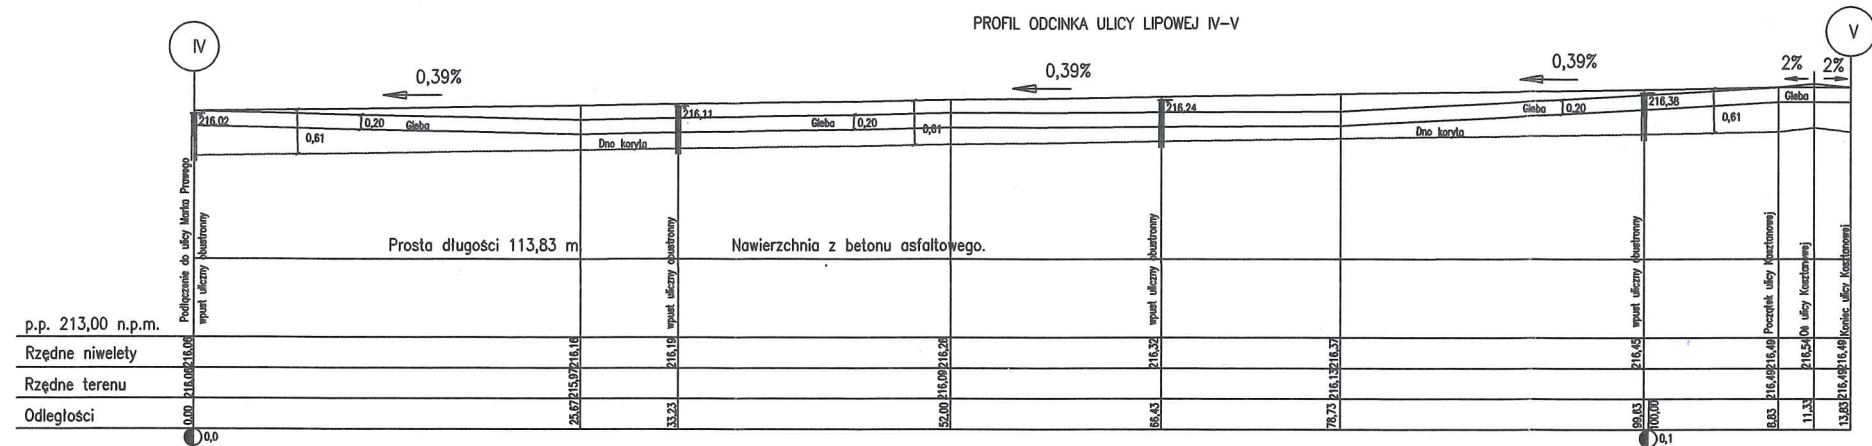 PROFIL ODCINKA ULICY LIPOWEJ IV-V
IV
V
0,39%
0,39%
0,39%
2%
2%
216,02
0,61
0,20
Gleba
Dno koryta
216,11
Gleba
0,20
0,61
216,24
Gleba
0,20
Dno koryta
216,38
0,61
Gleba
Podłączenie do ulicy Marka Prawego
wpust uliczny obustronny
wpust uliczny obustronny
wpust uliczny obustronny
wpust uliczny obustronny
Początek ulicy Kasztanowej
Oś ulicy Kasztanowej
Koniec ulicy Kasztanowej
Prosta długości 113,83 m
Nawierzchnia z betonu asfaltowego.
p.p. 213,00 n.p.m.
Rzędne niwelety 216,06 216,16 216,19 216,26 216,32 216,37 216,45 216,49 216,54 216,49
Rzędne terenu 216,06 215,97 216,09 216,13 216,49 216,49
Odległości 0,00 25,67 33,23 52,00 66,43 78,73 99,63 100,00 8,83 11,33 13,83
0,0
0,1